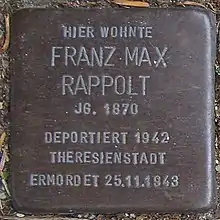 HIER WOHNTE
FRANZ MAX
RAPPOLT
JG. 1870
DEPORTIERT 1942
THERESIENSTADT
ERMORDET 25.11.1943